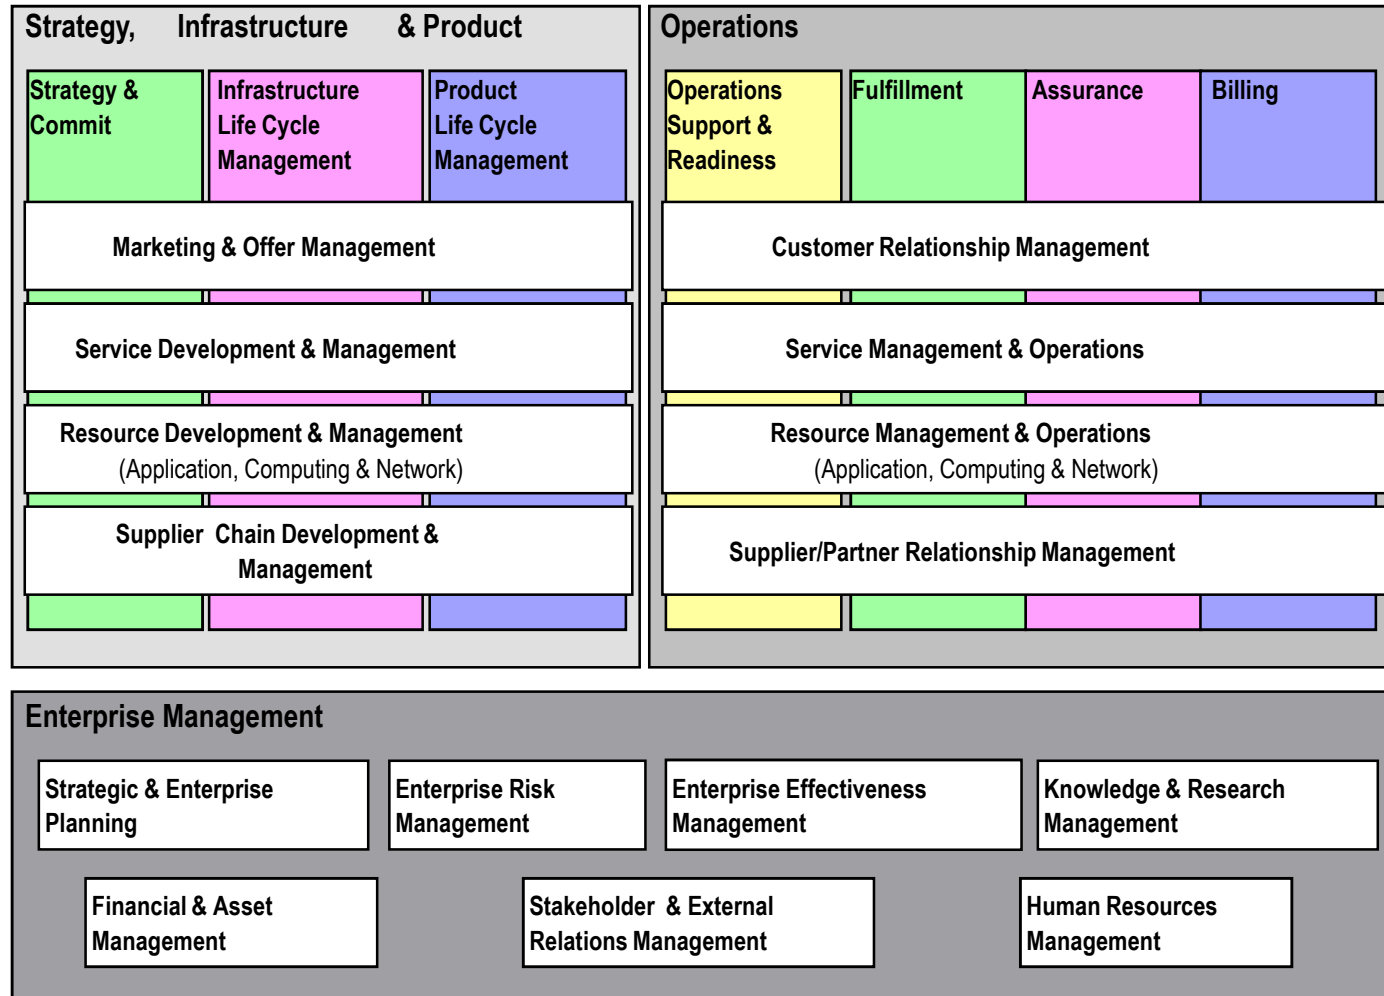 Strategy, Infrastructure & Product
Strategy &
Commit
Infrastructure
Life Cycle
Management
Product
Life Cycle
Management
Marketing & Offer Management
Service Development & Management
Resource Development & Management
(Application, Computing & Network)
Supplier Chain Development &
Management
Operations
Operations
Support &
Readiness
Fulfillment
Assurance
Billing
Customer Relationship Management
Service Management & Operations
Resource Management & Operations
(Application, Computing & Network)
Supplier/Partner Relationship Management
Enterprise Management
Strategic & Enterprise
Planning
Enterprise Risk
Management
Enterprise Effectiveness
Management
Knowledge & Research
Management
Financial & Asset
Management
Stakeholder & External
Relations Management
Human Resources
Management